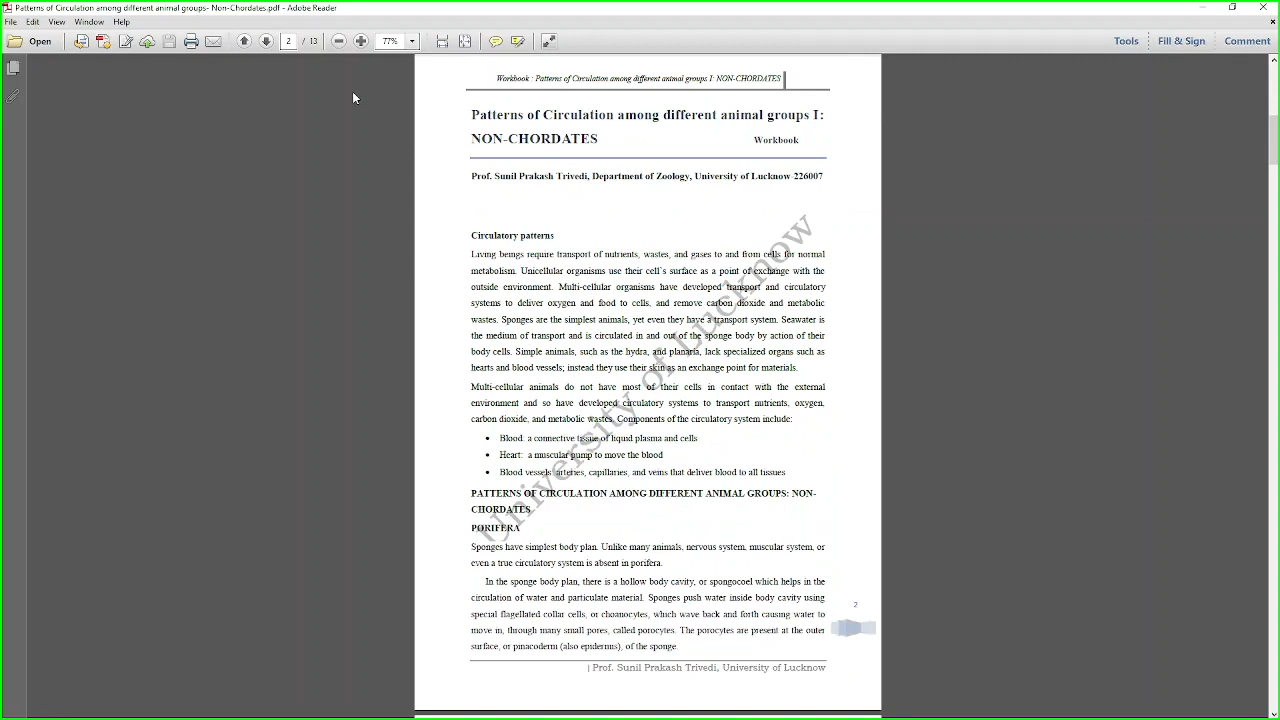 Patterns of Circulation among different animal groups- Non-Chordates.pdf - Adobe Reader
File Edit View Window Help
Open 2 / 13 77% Tools Fill & Sign Comment
Workbook : Patterns of Circulation among different animal groups I: NON-CHORDATES
Patterns of Circulation among different animal groups I:
NON-CHORDATES Workbook
Prof. Sunil Prakash Trivedi, Department of Zoology, University of Lucknow-226007
Circulatory patterns
Living beings require transport of nutrients, wastes, and gases to and from cells for normal
metabolism. Unicellular organisms use their cell's surface as a point of exchange with the
outside environment. Multi-cellular organisms have developed transport and circulatory
systems to deliver oxygen and food to cells, and remove carbon dioxide and metabolic
wastes. Sponges are the simplest animals, yet even they have a transport system. Seawater is
the medium of transport and is circulated in and out of the sponge body by action of their
body cells. Simple animals, such as the hydra, and planaria, lack specialized organs such as
hearts and blood vessels; instead they use their skin as an exchange point for materials.
Multi-cellular animals do not have most of their cells in contact with the external
environment and so have developed circulatory systems to transport nutrients, oxygen,
carbon dioxide, and metabolic wastes. Components of the circulatory system include:
• Blood: a connective tissue of liquid plasma and cells
• Heart: a muscular pump to move the blood
• Blood vessels: arteries, capillaries, and veins that deliver blood to all tissues
PATTERNS OF CIRCULATION AMONG DIFFERENT ANIMAL GROUPS: NON-
CHORDATES
PORIFERA
Sponges have simplest body plan. Unlike many animals, nervous system, muscular system, or
even a true circulatory system is absent in porifera.
In the sponge body plan, there is a hollow body cavity, or spongocoel which helps in the
circulation of water and particulate material. Sponges push water inside body cavity using
special flagellated collar cells, or choanocytes, which wave back and forth causing water to
move in, through many small pores, called porocytes. The porocytes are present at the outer
surface, or pinacoderm (also epidermis), of the sponge.
2
| Prof. Sunil Prakash Trivedi, University of Lucknow
University of Lucknow